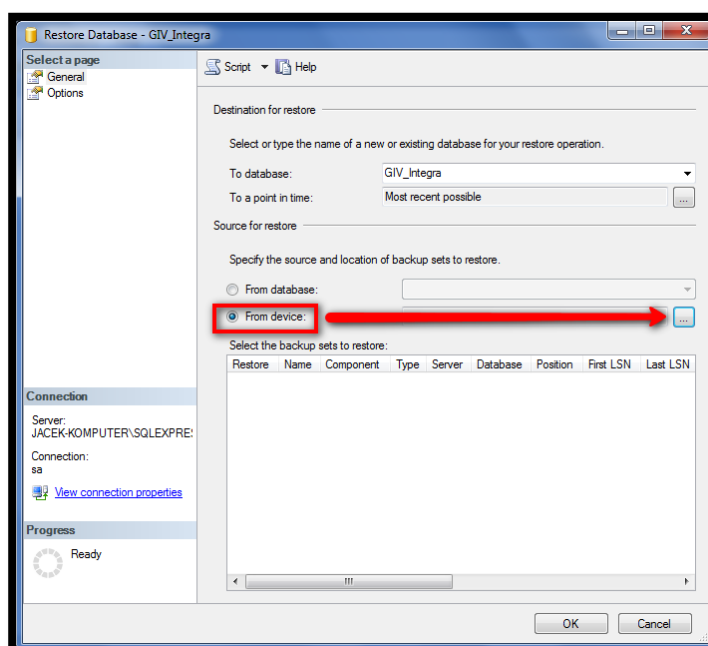 Restore Database - GIV_Integra
Select a page
General
Options
Script Help
Destination for restore
Select or type the name of a new or existing database for your restore operation.
To database: GIV_Integra
To a point in time: Most recent possible ...
Source for restore
Specify the source and location of backup sets to restore.
From database:
From device: ...
Select the backup sets to restore:
Restore Name Component Type Server Database Position First LSN Last LSN
Connection
Server:
JACEK-KOMPUTER\SQLEXPRE
Connection:
sa
View connection properties
Progress
Ready
OK Cancel